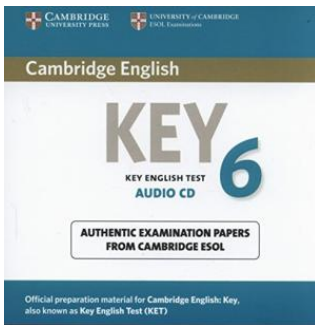 CAMBRIDGE
UNIVERSITY PRESS
UNIVERSITY of CAMBRIDGE
ESOL Examinations
Cambridge English
KEY 6
KEY ENGLISH TEST
AUDIO CD
AUTHENTIC EXAMINATION PAPERS
FROM CAMBRIDGE ESOL
Official preparation material for Cambridge English: Key,
also known as Key English Test (KET)